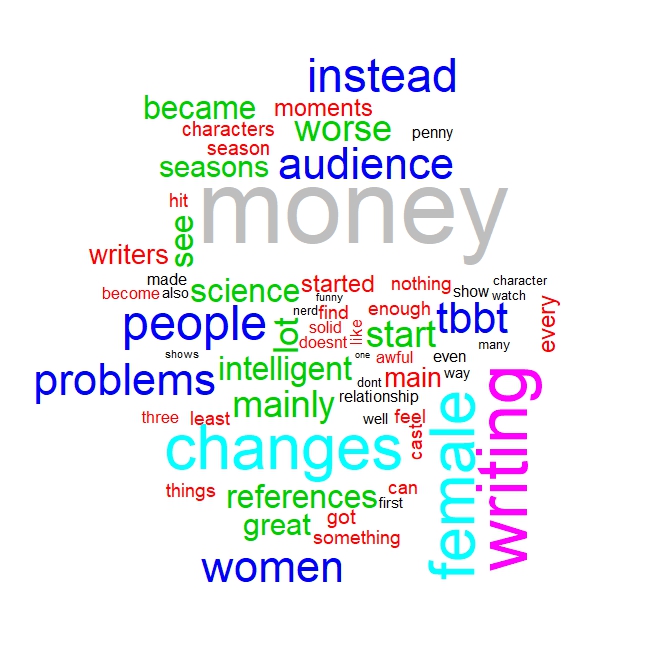 instead
became moments
characters worse penny
season
seasons audience
hit money
see
writers
made science started nothing character
become also funny show watch
nerd find enough every
people solid tbbt
lot doesnt like start many
shows intelligent one awful even
problems dont main way
mainly relationship
three least well feel
changes cast female writing
things references can
first
great got
something
women